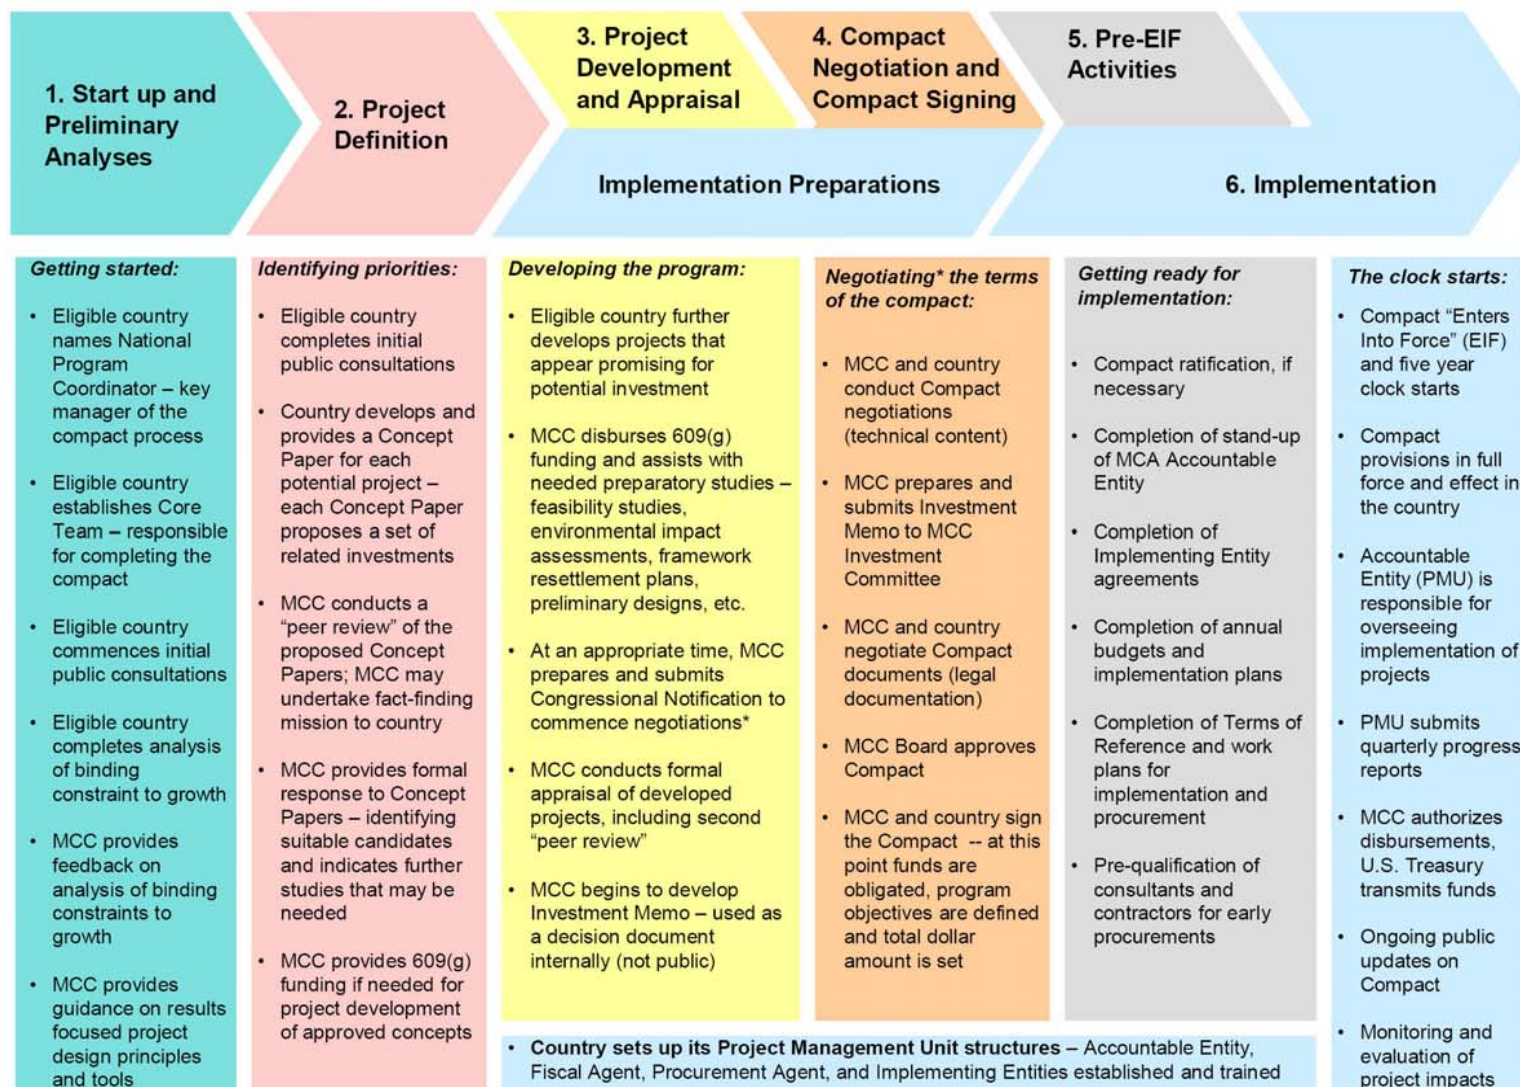 1. Start up and
Preliminary
Analyses
2. Project
Definition
3. Project
Development
and Appraisal
4. Compact
Negotiation and
Compact Signing
5. Pre-EIF
Activities
Implementation Preparations
6. Implementation
Getting started:
• Eligible country
names National
Program
Coordinator – key
manager of the
compact process
• Eligible country
establishes Core
Team – responsible
for completing the
compact
• Eligible country
commences initial
public consultations
• Eligible country
completes analysis
of binding
constraint to growth
• MCC provides
feedback on
analysis of binding
constraints to
growth
• MCC provides
guidance on results
focused project
design principles
and tools
Identifying priorities:
• Eligible country
completes initial
public consultations
• Country develops and
provides a Concept
Paper for each
potential project –
each Concept Paper
proposes a set of
related investments
• MCC conducts a
“peer review” of the
proposed Concept
Papers; MCC may
undertake fact-finding
mission to country
• MCC provides formal
response to Concept
Papers – identifying
suitable candidates
and indicates further
studies that may be
needed
• MCC provides 609(g)
funding if needed for
project development
of approved concepts
Developing the program:
• Eligible country further
develops projects that
appear promising for
potential investment
• MCC disburses 609(g)
funding and assists with
needed preparatory studies –
feasibility studies,
environmental impact
assessments, framework
resettlement plans,
preliminary designs, etc.
• At an appropriate time, MCC
prepares and submits
Congressional Notification to
commence negotiations*
• MCC conducts formal
appraisal of developed
projects, including second
“peer review”
• MCC begins to develop
Investment Memo – used as
a decision document
internally (not public)
Negotiating* the terms
of the compact:
• MCC and country
conduct Compact
negotiations
(technical content)
• MCC prepares and
submits Investment
Memo to MCC
Investment
Committee
• MCC and country
negotiate Compact
documents (legal
documentation)
• MCC Board approves
Compact
• MCC and country sign
the Compact -- at this
point funds are
obligated, program
objectives are defined
and total dollar
amount is set
Getting ready for
implementation:
• Compact ratification, if
necessary
• Completion of stand-up
of MCA Accountable
Entity
• Completion of
Implementing Entity
agreements
• Completion of annual
budgets and
implementation plans
• Completion of Terms of
Reference and work
plans for
implementation and
procurement
• Pre-qualification of
consultants and
contractors for early
procurements
The clock starts:
• Compact “Enters
Into Force” (EIF)
and five year
clock starts
• Compact
provisions in full
force and effect in
the country
• Accountable
Entity (PMU) is
responsible for
overseeing
implementation of
projects
• PMU submits
quarterly progress
reports
• MCC authorizes
disbursements,
U.S. Treasury
transmits funds
• Ongoing public
updates on
Compact
• Monitoring and
evaluation of
project impacts
• Country sets up its Project Management Unit structures – Accountable Entity,
Fiscal Agent, Procurement Agent, and Implementing Entities established and trained